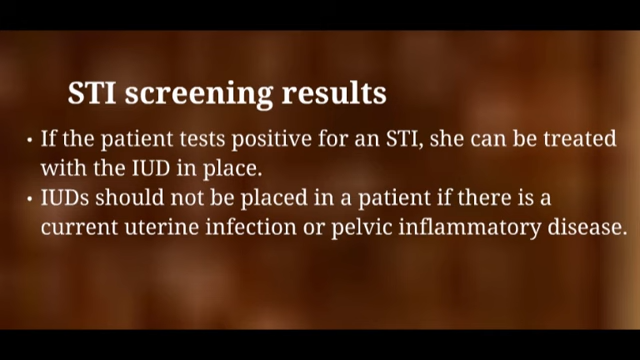 STI screening results
• If the patient tests positive for an STI, she can be treated
with the IUD in place.
• IUDs should not be placed in a patient if there is a
current uterine infection or pelvic inflammatory disease.